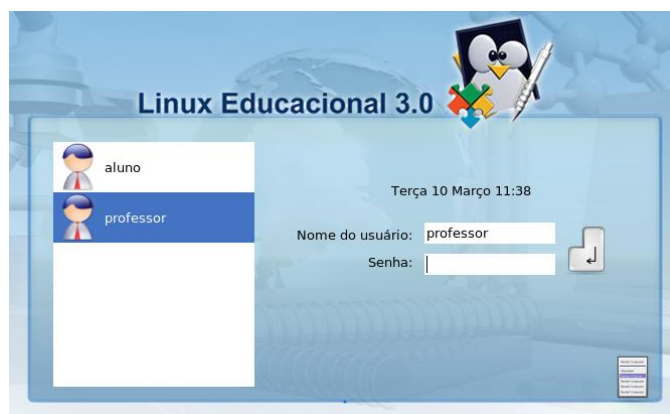 Linux Educacional 3.0
aluno
professor
Terça 10 Março 11:38
Nome do usuário: professor
Senha: